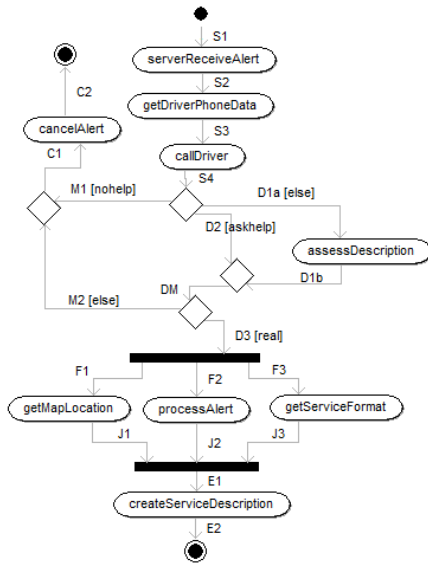 S1
serverReceiveAlert
S2
C2
getDriverPhoneData
cancelAlert
S3
C1
callDriver
S4
M1 [nohelp]
D1a [else]
D2 [askhelp]
assessDescription
D1b
DM
M2 [else]
D3 [real]
F1
F2
F3
getMapLocation
processAlert
getServiceFormat
J1
J2
J3
E1
createServiceDescription
E2